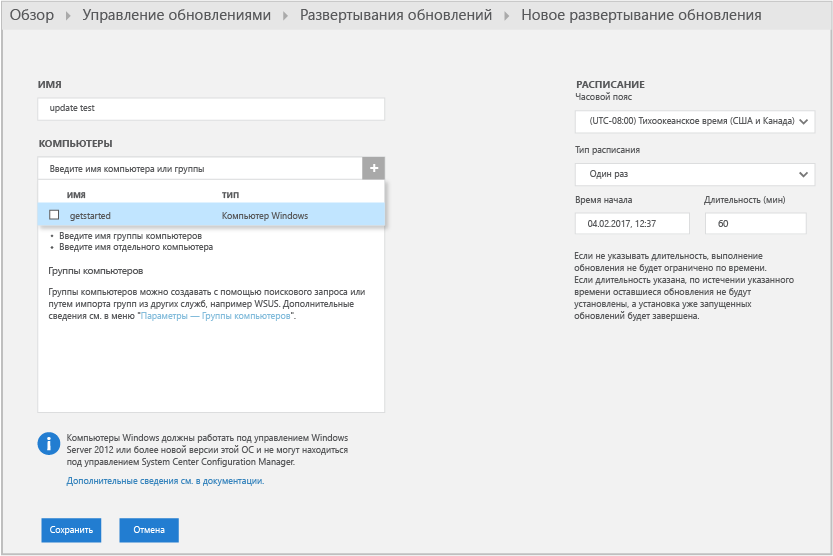 Обзор Управление обновлениями Развертывания обновлений Новое развертывание обновления
ИМЯ
update test
КОМПЬЮТЕРЫ
Введите имя компьютера или группы
+
ИМЯ ТИП
getstarted Компьютер Windows
• Введите имя группы компьютеров
• Введите имя отдельного компьютера
Группы компьютеров
Группы компьютеров можно создавать с помощью поискового запроса или
путем импорта групп из других служб, например WSUS. Дополнительные
сведения см. в меню "Параметры — Группы компьютеров".
Компьютеры Windows должны работать под управлением Windows
Server 2012 или более новой версии этой ОС и не могут находиться
под управлением System Center Configuration Manager.
Дополнительные сведения см. в документации.
Сохранить Отмена
РАСПИСАНИЕ
Часовой пояс
(UTC-08:00) Тихоокеанское время (США и Канада)
Тип расписания
Один раз
Время начала Длительность (мин)
04.02.2017, 12:37 60
Если не указывать длительность, выполнение
обновления не будет ограничено по времени.
Если длительность указана, по истечении указанного
времени оставшиеся обновления не будут
установлены, а установка уже запущенных
обновлений будет завершена.